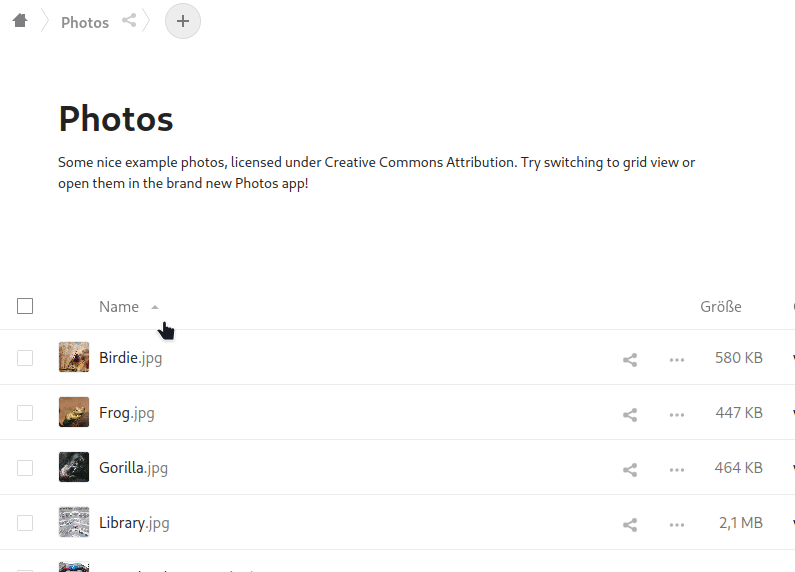 Photos
Photos
Some nice example photos, licensed under Creative Commons Attribution. Try switching to grid view or
open them in the brand new Photos app!
Name Größe
Birdie.jpg 580 KB
Frog.jpg 447 KB
Gorilla.jpg 464 KB
Library.jpg 2,1 MB